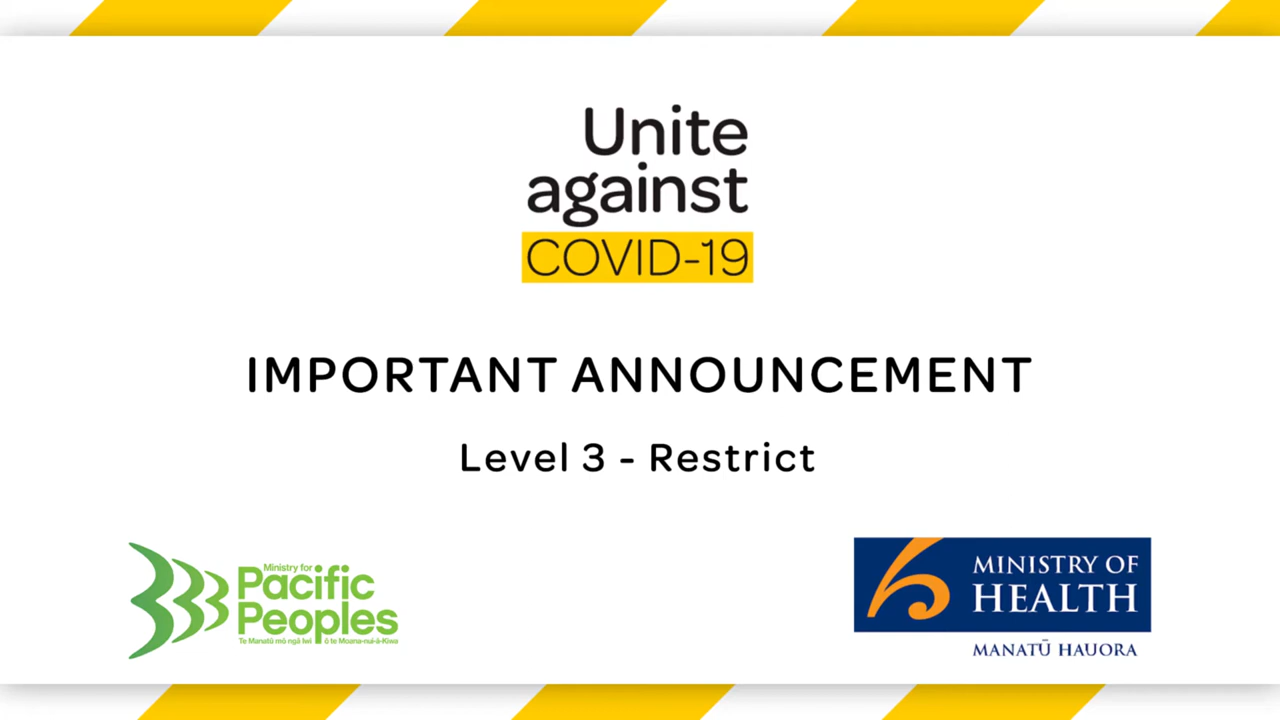 Unite
against
COVID-19
IMPORTANT ANNOUNCEMENT
Level 3 - Restrict
Ministry for
Pacific
Peoples
Te Manatū mō ngā Iwi ō te Moana-nui-ā-Kiwa
MINISTRY OF
HEALTH
MANATŪ HAUORA